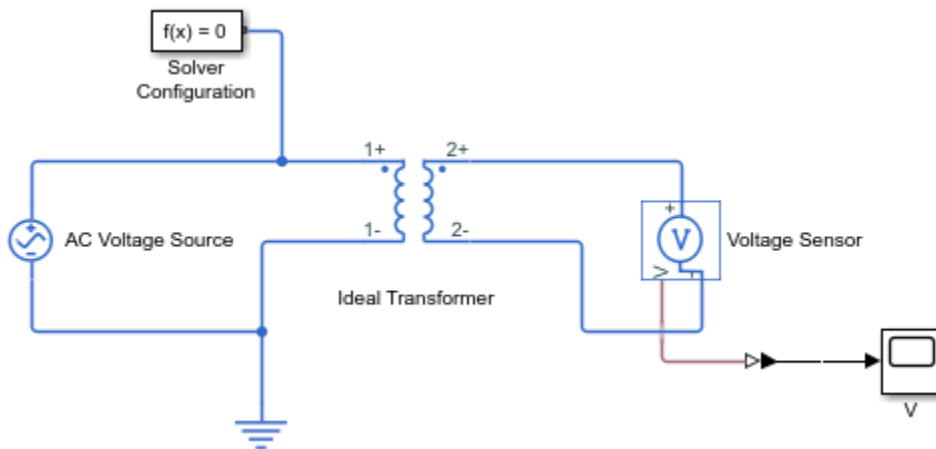 f(x) = 0
Solver
Configuration
1+
2+
+
AC Voltage Source
1-
2-
V
Voltage Sensor
V
Ideal Transformer
V